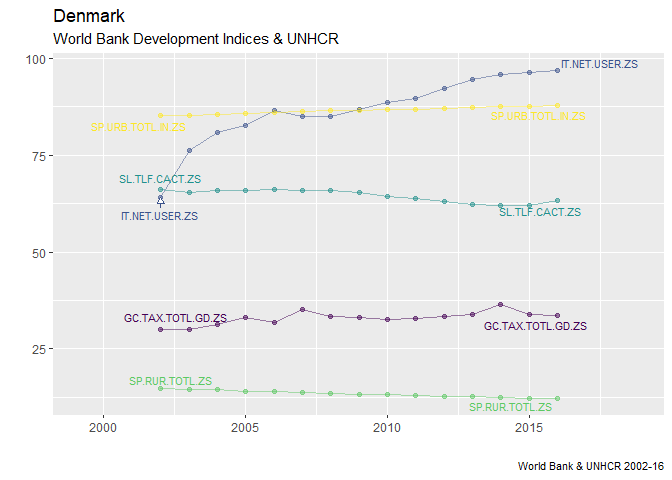 Denmark
World Bank Development Indices & UNHCR
100
IT.NET.USER.ZS
SP.URB.TOTL.IN.ZS
SP.URB.TOTL.IN.ZS
75
SL.TLF.CACT.ZS
IT.NET.USER.ZS
SL.TLF.CACT.ZS
50
GC.TAX.TOTL.GD.ZS
GC.TAX.TOTL.GD.ZS
25
SP.RUR.TOTL.ZS
SP.RUR.TOTL.ZS
2000 2005 2010 2015
World Bank & UNHCR 2002-16